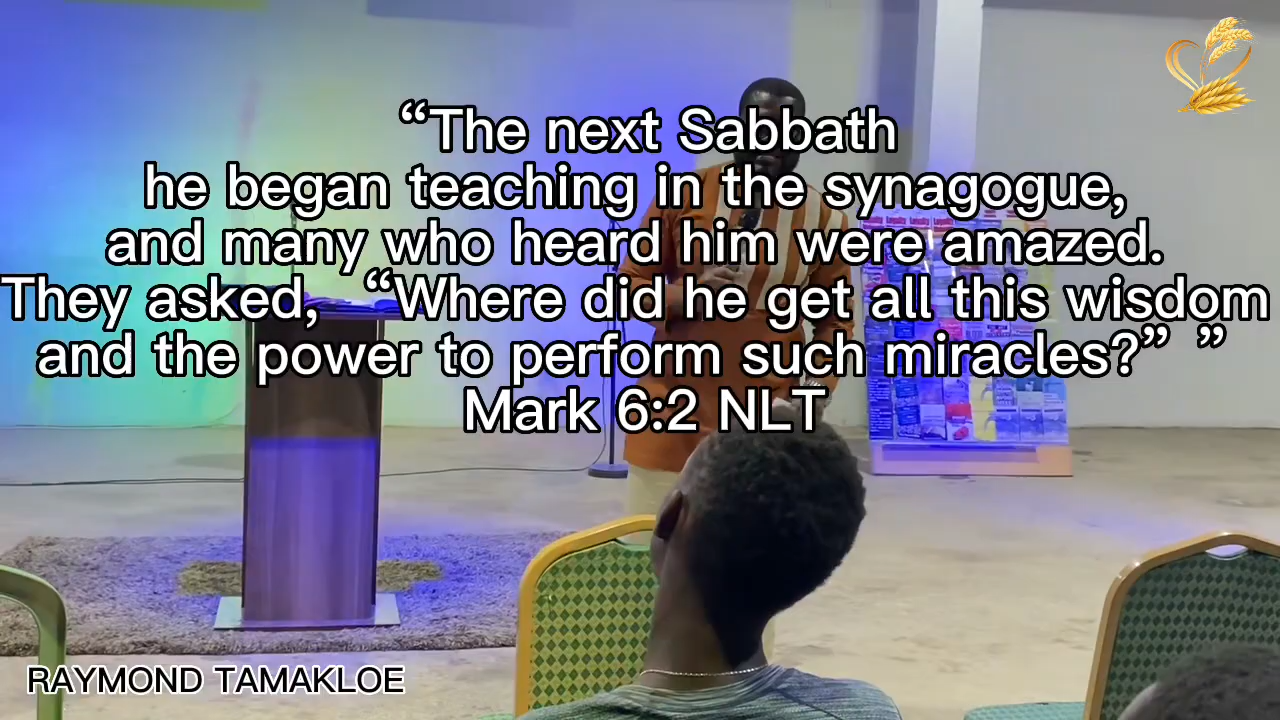 “The next Sabbath
he began teaching in the synagogue,
and many who heard him were amazed.
They asked, “Where did he get all this wisdom
and the power to perform such miracles?” ”
Mark 6:2 NLT
RAYMOND TAMAKLOE